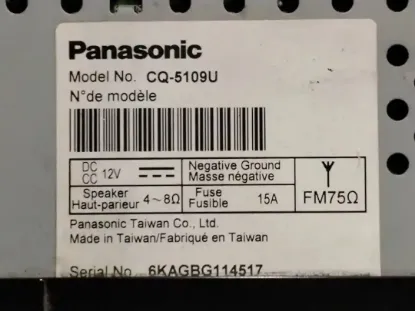 Panasonic
Model No. CQ-5109U
N°de modèle
DC
CC 12V
Negative Ground
Masse négative
Speaker
Haut-parieur 4～8Ω
Fuse
Fusible 15A
FM75Ω
Panasonic Taiwan Co., Ltd.
Made in Taiwan/Fabriqué en Taiwan
Serial No. 6KAGBG114517